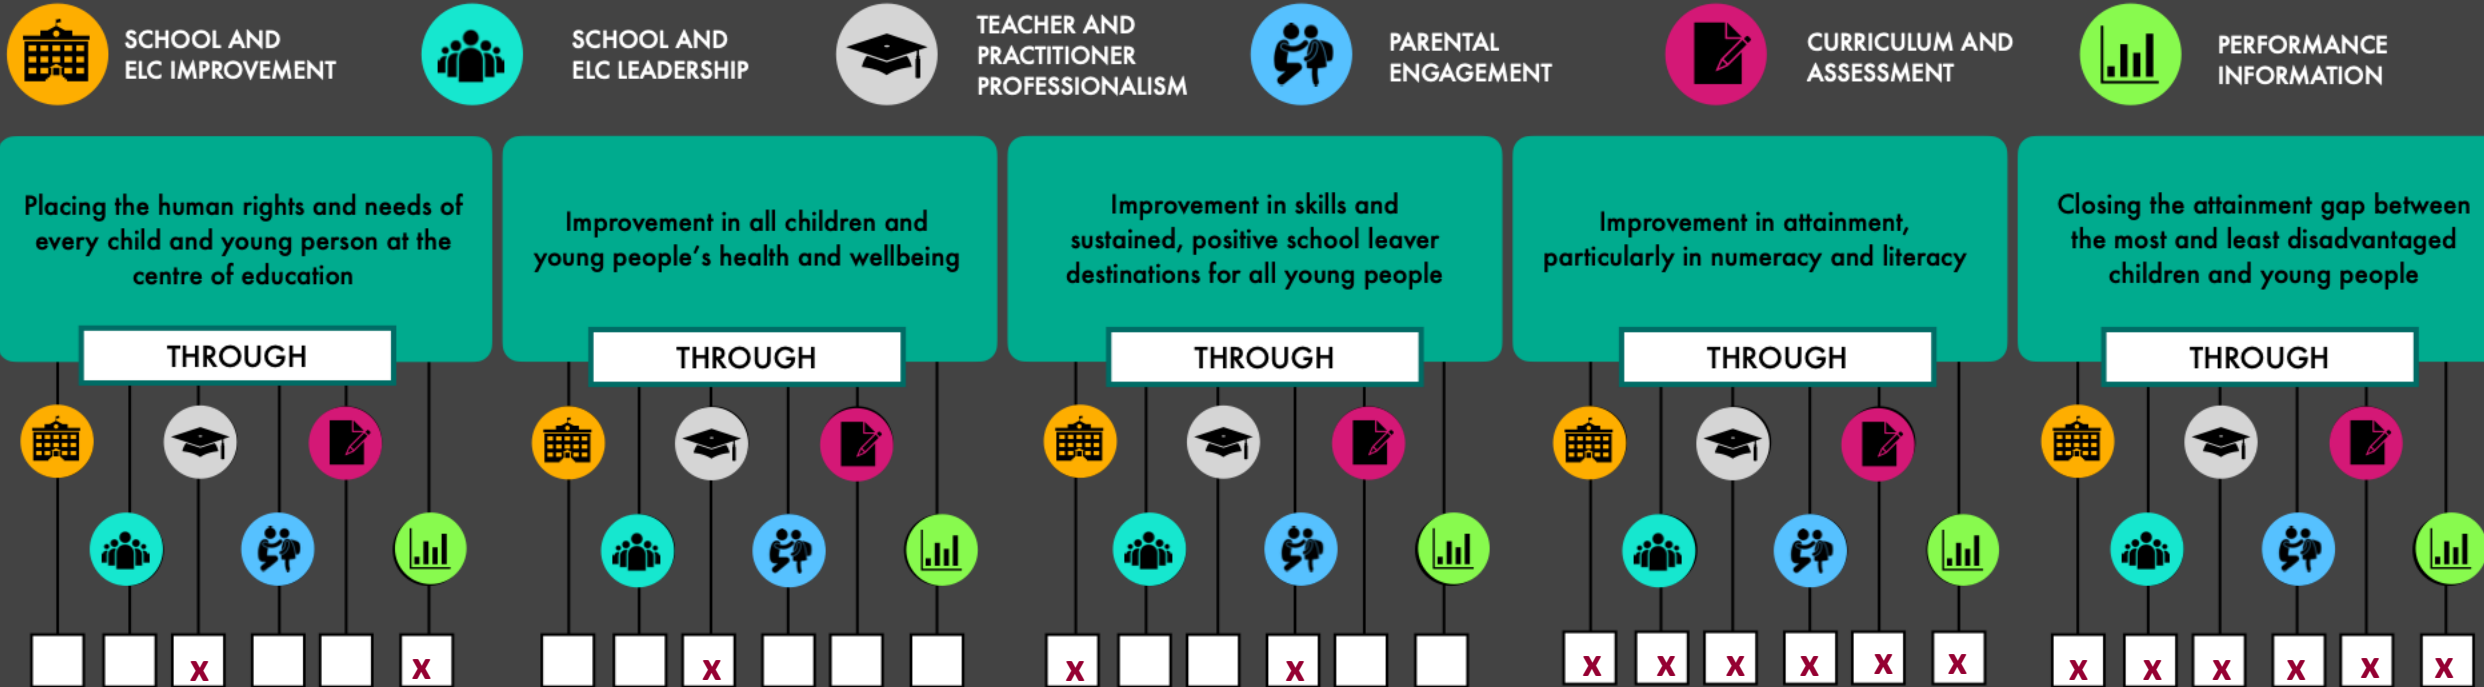 SCHOOL AND
ELC IMPROVEMENT
SCHOOL AND
ELC LEADERSHIP
TEACHER AND
PRACTITIONER
PROFESSIONALISM
PARENTAL
ENGAGEMENT
CURRICULUM AND
ASSESSMENT
PERFORMANCE
INFORMATION
Placing the human rights and needs of
every child and young person at the
centre of education
THROUGH
Improvement in all children and
young people's health and wellbeing
THROUGH
Improvement in skills and
sustained, positive school leaver
destinations for all young people
THROUGH
Improvement in attainment,
particularly in numeracy and literacy
THROUGH
Closing the attainment gap between
the most and least disadvantaged
children and young people
THROUGH
x x
x
x x
x x x x x x
x x x x x x